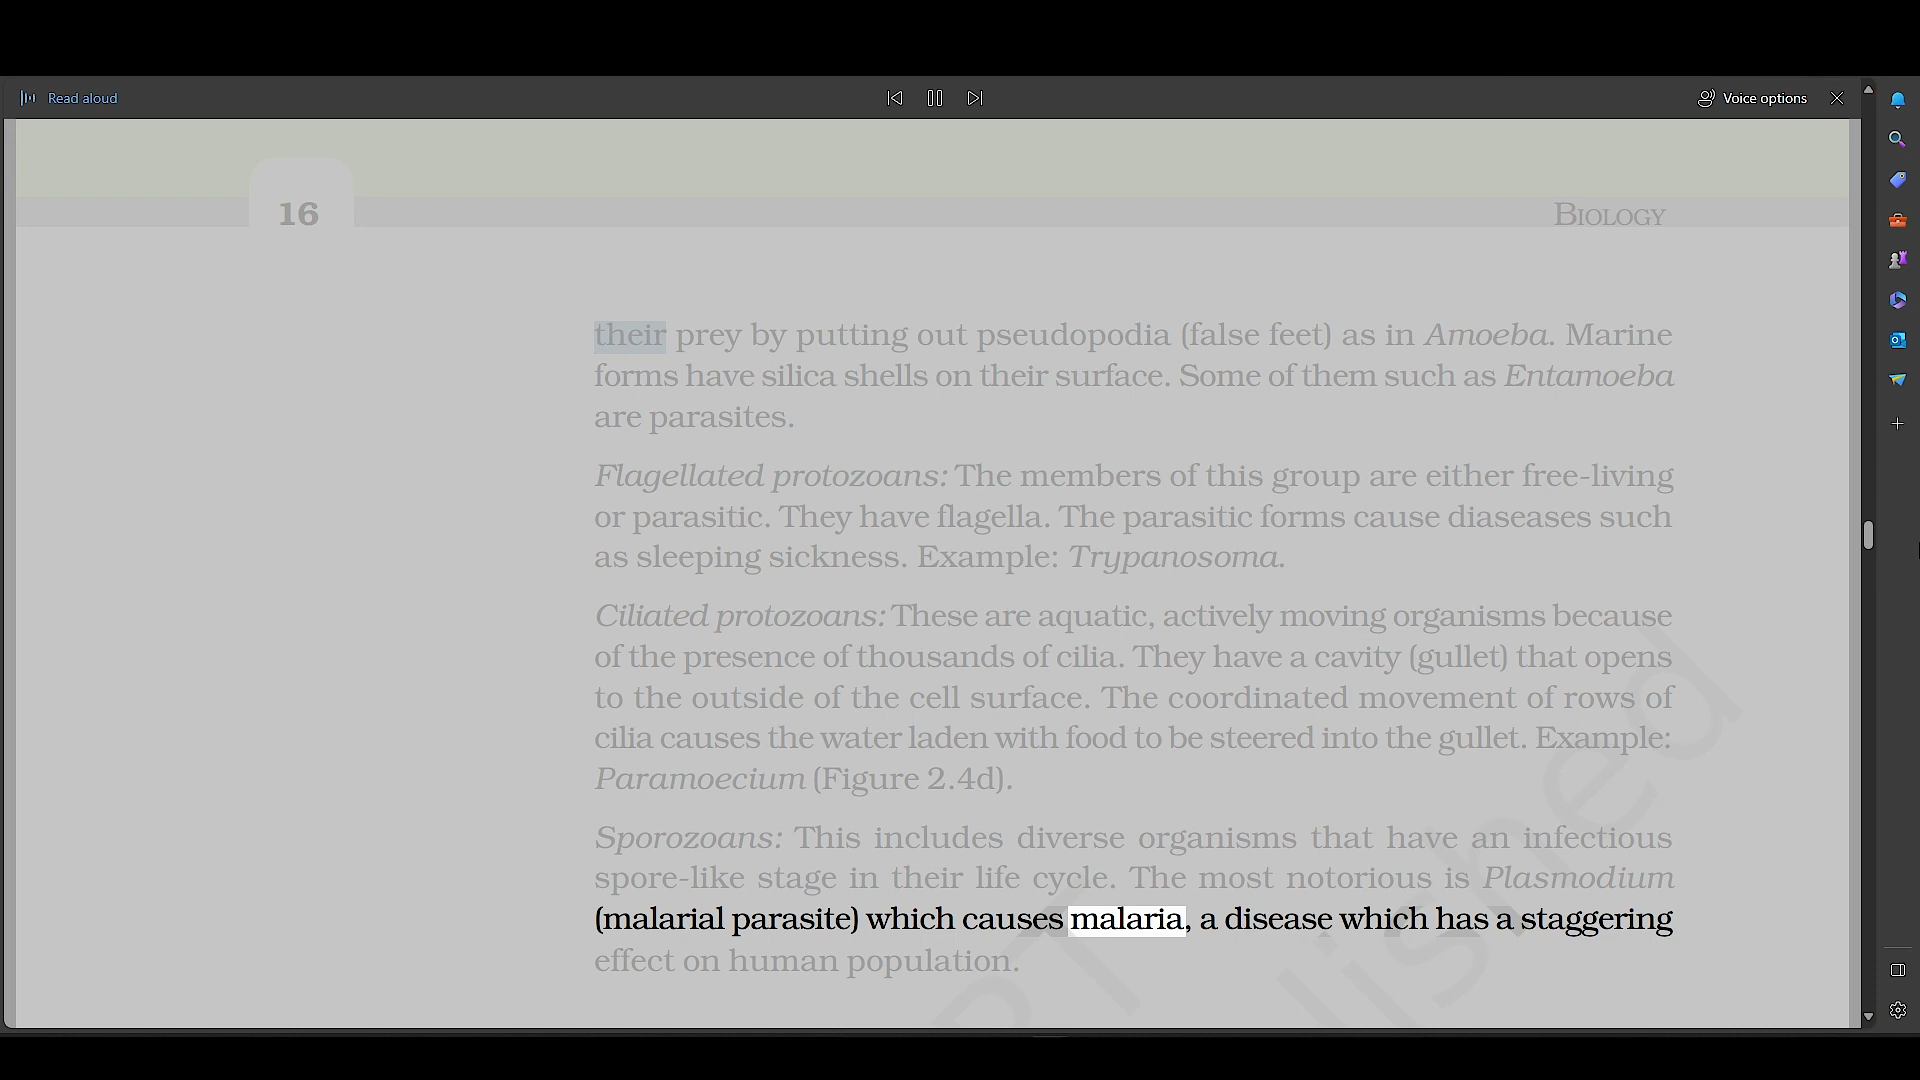 Read aloud
Voice options
16
BIOLOGY
their prey by putting out pseudopodia (false feet) as in Amoeba. Marine
forms have silica shells on their surface. Some of them such as Entamoeba
are parasites.
Flagellated protozoans: The members of this group are either free-living
or parasitic. They have flagella. The parasitic forms cause diaseases such
as sleeping sickness. Example: Trypanosoma.
Ciliated protozoans: These are aquatic, actively moving organisms because
of the presence of thousands of cilia. They have a cavity (gullet) that opens
to the outside of the cell surface. The coordinated movement of rows of
cilia causes the water laden with food to be steered into the gullet. Example:
Paramoecium (Figure 2.4d).
Sporozoans: This includes diverse organisms that have an infectious
spore-like stage in their life cycle. The most notorious is Plasmodium
(malarial parasite) which causes malaria, a disease which has a staggering
effect on human population.